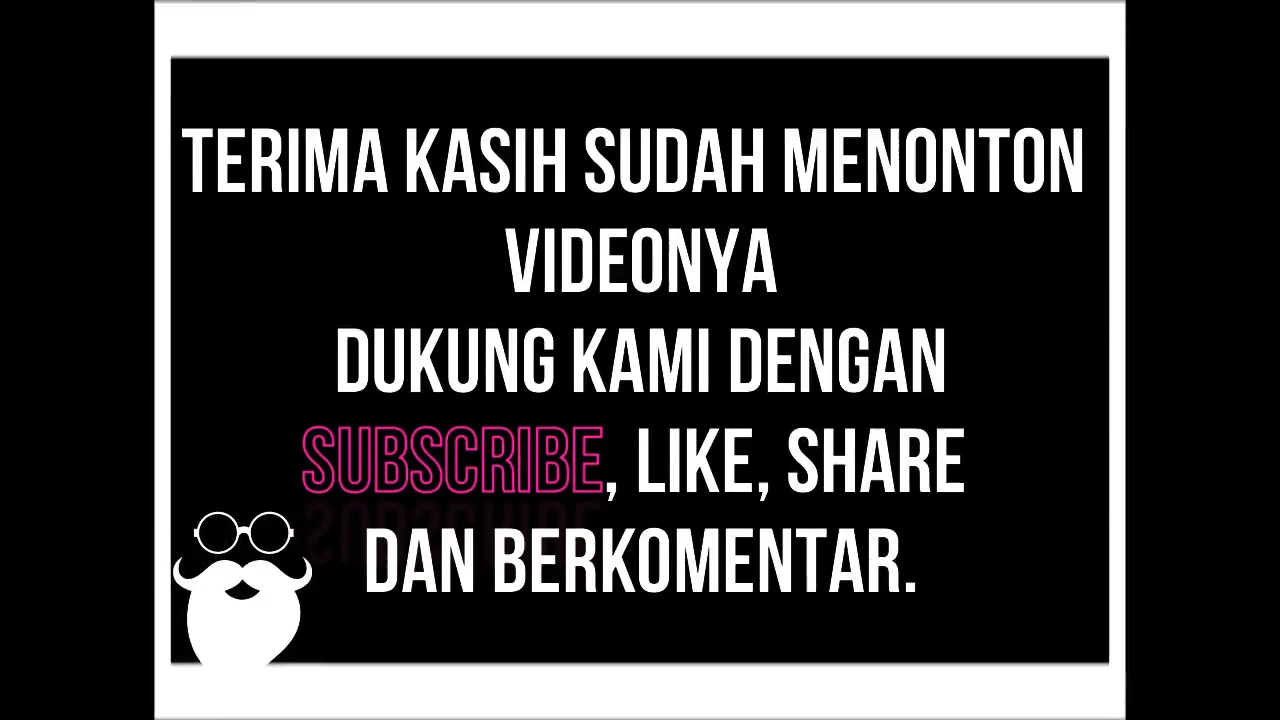 TERIMA KASIH SUDAH MENONTON
VIDEONYA
DUKUNG KAMI DENGAN
SUBSCRIBE, LIKE, SHARE
DAN BERKOMENTAR.